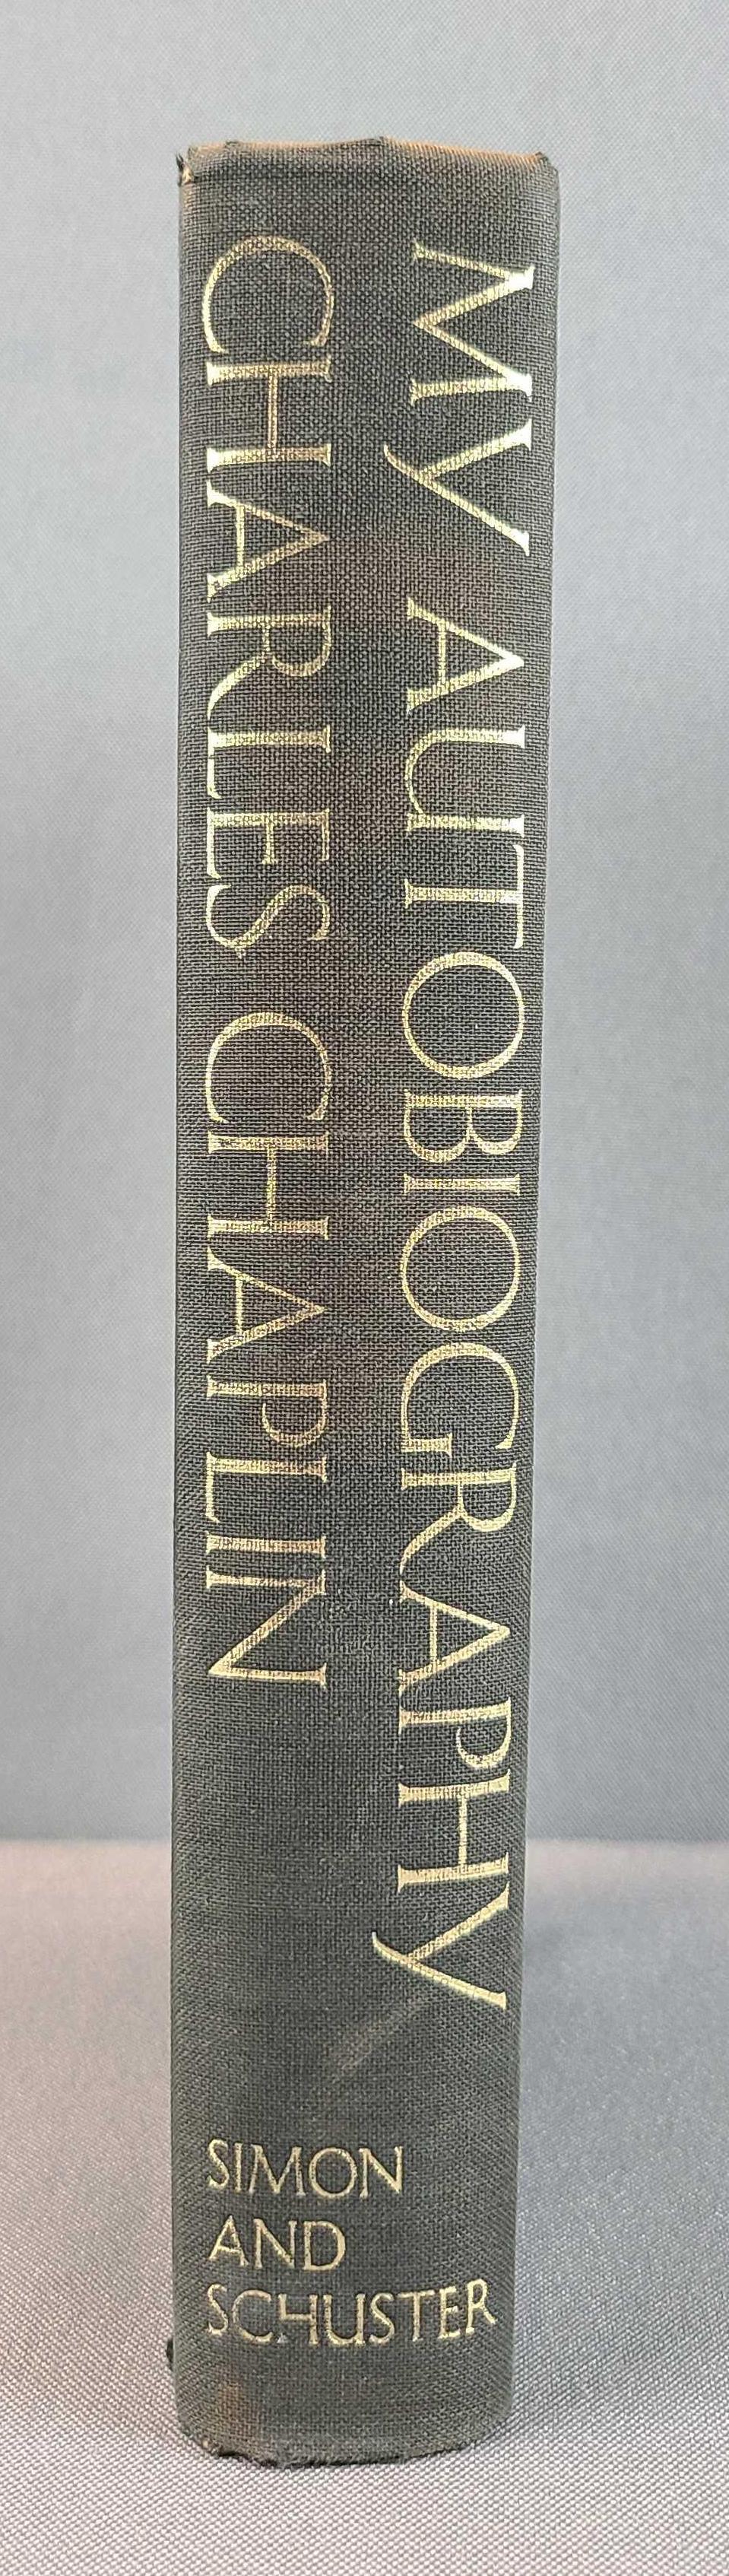 MY AUTOBIOGRAPHY
CHARLES CHAPLIN
SIMON
AND
SCHUSTER